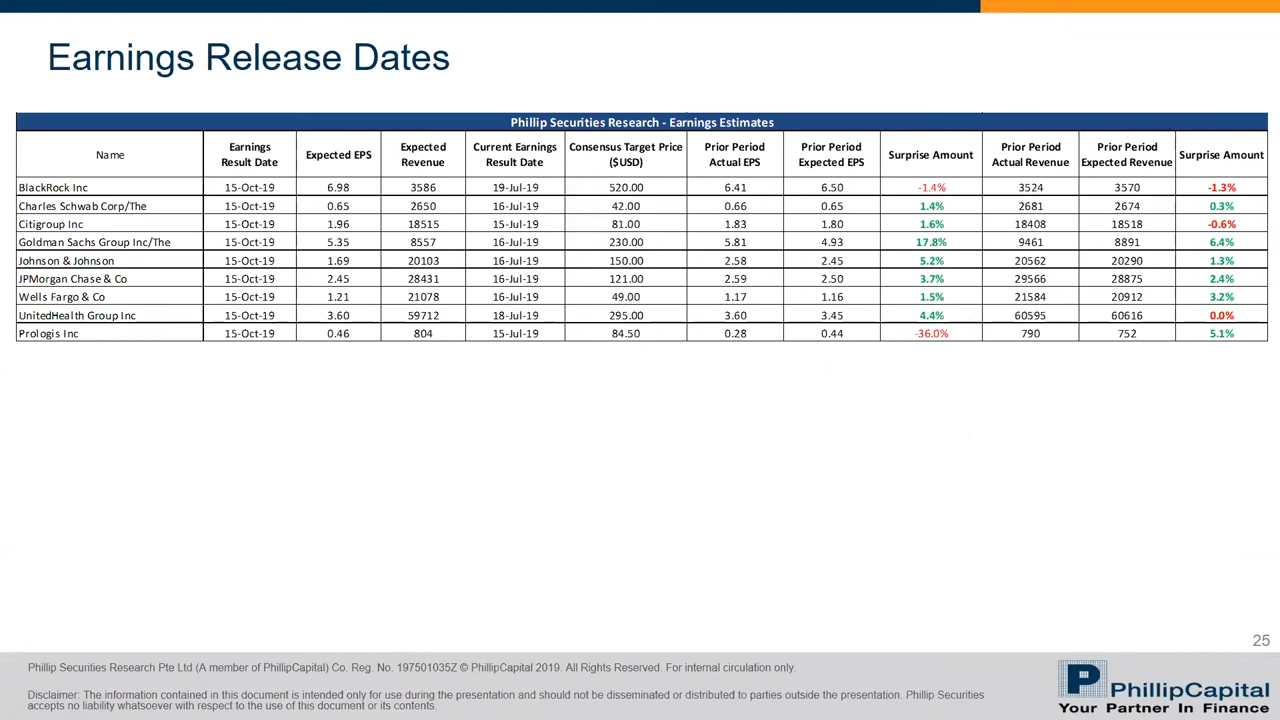 Earnings Release Dates
Phillip Securities Research - Earnings Estimates
Name Earnings Result Date Expected EPS Expected Revenue Current Earnings Result Date Consensus Target Price ($USD) Prior Period Actual EPS Prior Period Expected EPS Surprise Amount Prior Period Actual Revenue Prior Period Expected Revenue Surprise Amount
BlackRock Inc 15-Oct-19 6.98 3586 19-Jul-19 520.00 6.41 6.50 -1.4% 3524 3570 -1.3%
Charles Schwab Corp/The 15-Oct-19 0.65 2650 16-Jul-19 42.00 0.66 0.65 1.4% 2681 2674 0.3%
Citigroup Inc 15-Oct-19 1.96 18515 15-Jul-19 81.00 1.83 1.80 1.6% 18408 18518 -0.6%
Goldman Sachs Group Inc/The 15-Oct-19 5.35 8557 16-Jul-19 230.00 5.81 4.93 17.8% 9461 8891 6.4%
Johnson & Johnson 15-Oct-19 1.69 20103 16-Jul-19 150.00 2.58 2.45 5.2% 20562 20290 1.3%
JPMorgan Chase & Co 15-Oct-19 2.45 28431 16-Jul-19 121.00 2.59 2.50 3.7% 29566 28875 2.4%
Wells Fargo & Co 15-Oct-19 1.21 21078 16-Jul-19 49.00 1.17 1.16 1.5% 21584 20912 3.2%
UnitedHealth Group Inc 15-Oct-19 3.60 59712 18-Jul-19 295.00 3.60 3.45 4.4% 60595 60616 0.0%
Prologis Inc 15-Oct-19 0.46 804 15-Jul-19 84.50 0.28 0.44 -36.0% 790 752 5.1%
25
Phillip Securities Research Pte Ltd (A member of PhillipCapital) Co. Reg. No. 197501035Z © PhillipCapital 2019. All Rights Reserved. For internal circulation only.
Disclaimer: The information contained in this document is intended only for use during the presentation and should not be disseminated or distributed to parties outside the presentation. Phillip Securities
accepts no liability whatsoever with respect to the use of this document or its contents.
PhillipCapital
Your Partner In Finance